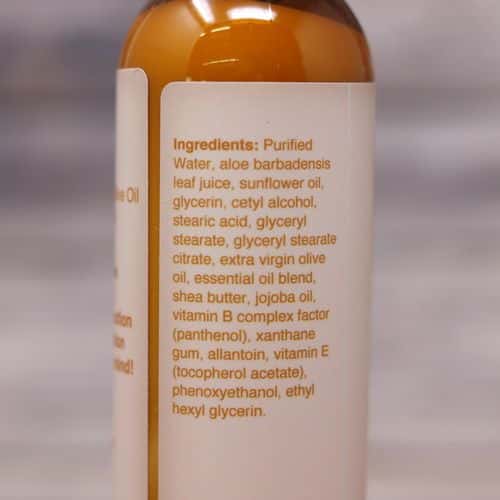 Ingredients: Purified
Water, aloe barbadensis
leaf juice, sunflower oil,
glycerin, cetyl alcohol,
stearic acid, glyceryl
stearate, glyceryl stearate
citrate, extra virgin olive
oil, essential oil blend,
shea butter, jojoba oil,
vitamin B complex factor
(panthenol), xanthane
gum, allantoin, vitamin E
(tocopherol acetate),
phenoxyethanol, ethyl
hexyl glycerin.
Oil